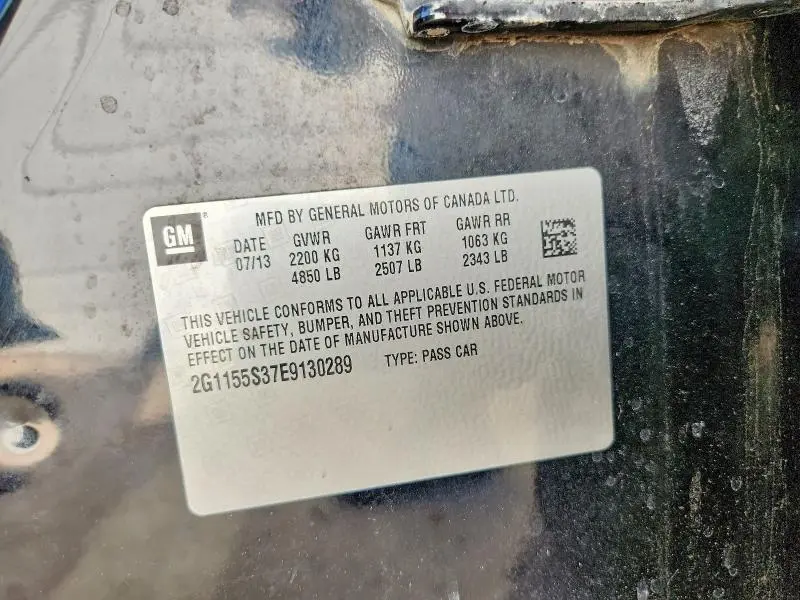 GM®
MFD BY GENERAL MOTORS OF CANADA LTD.
DATE GVWR GAWR FRT GAWR RR
07/13 2200 KG 1137 KG 1063 KG
4850 LB 2507 LB 2343 LB
THIS VEHICLE CONFORMS TO ALL APPLICABLE U.S. FEDERAL MOTOR
VEHICLE SAFETY, BUMPER, AND THEFT PREVENTION STANDARDS IN
EFFECT ON THE DATE OF MANUFACTURE SHOWN ABOVE.
2G1155S37E9130289 TYPE: PASS CAR